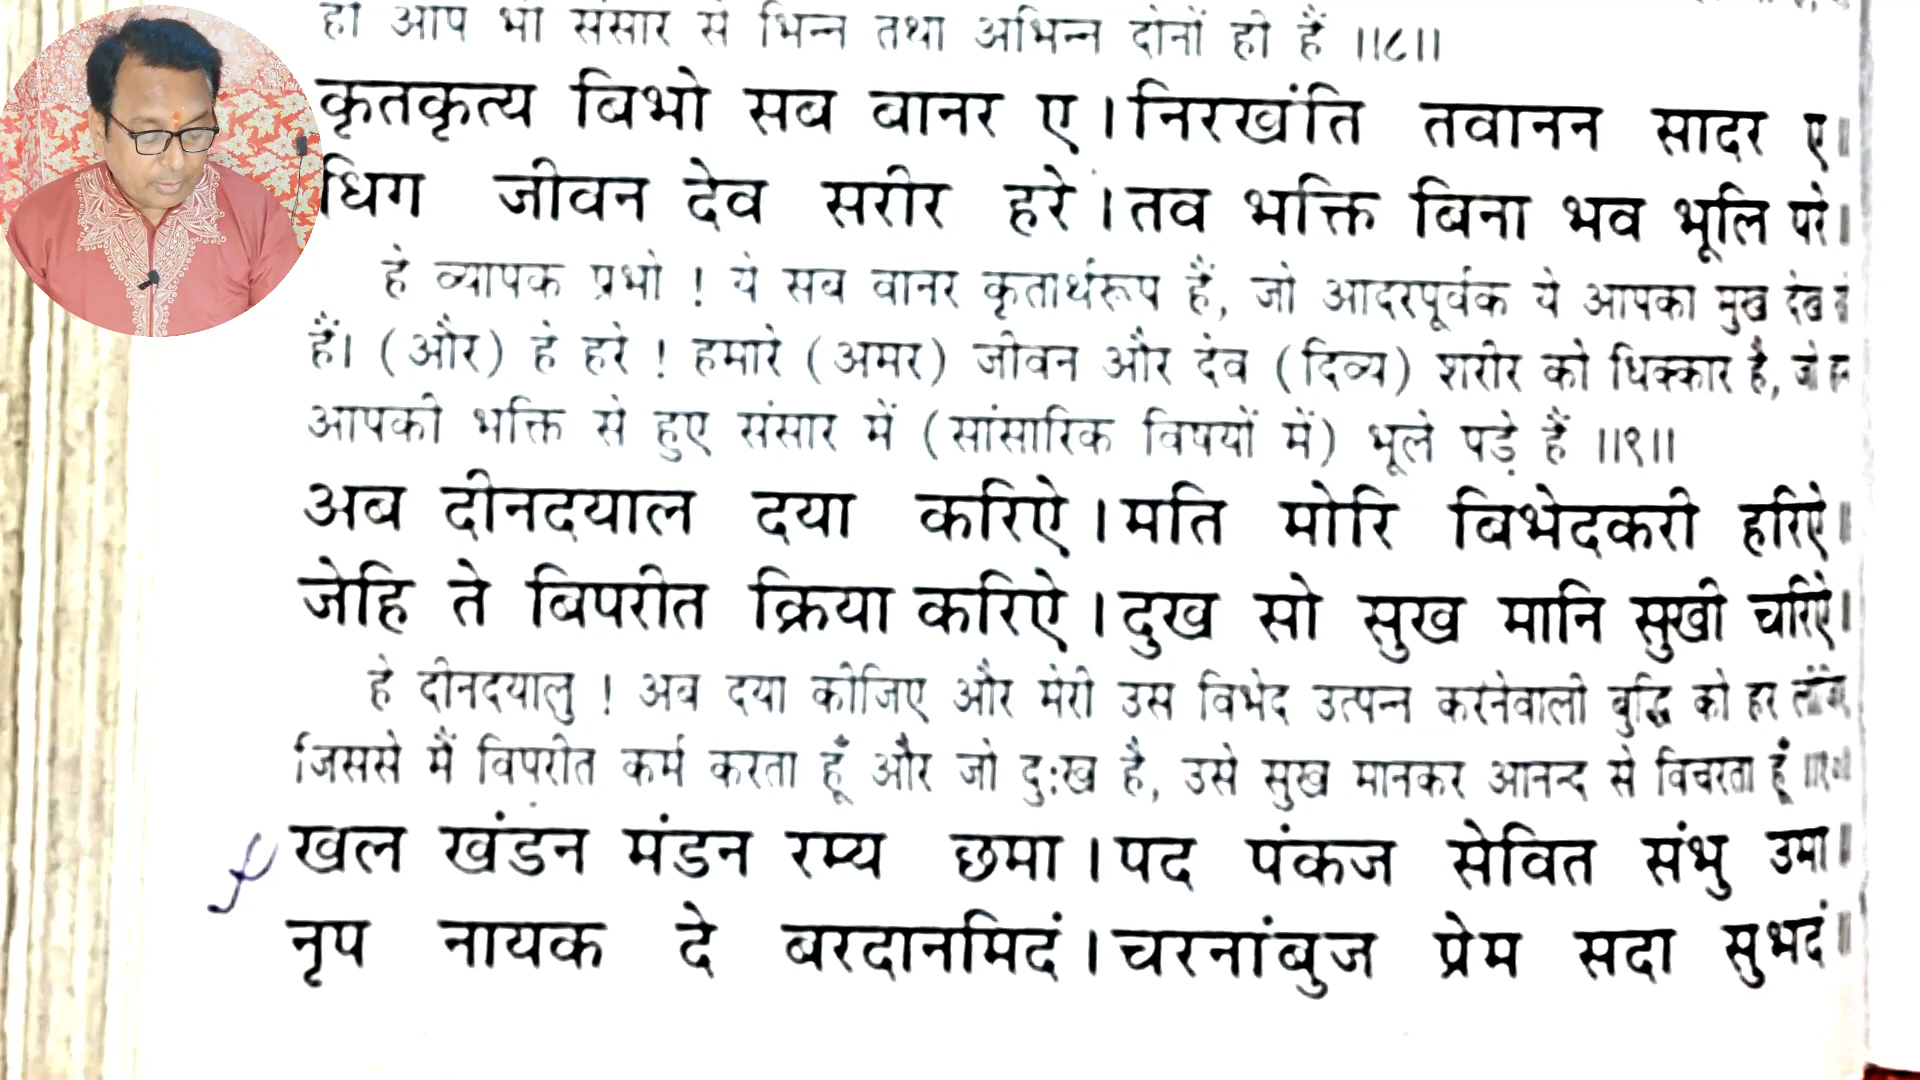 ही आप भी संसार से भिन्न तथा अभिन्न दोनों ही हैं ॥८॥
कृतकृत्य बिभो सब बानर ए। निरखंति तवानन सादर ए॥
धिग जीवन देव सरीर हरे। तव भक्ति बिना भव भूलि परे॥
हे व्यापक प्रभो ! ये सब वानर कृतार्थरूप हैं, जो आदरपूर्वक ये आपका मुख देख
हैं। (और) हे हरे ! हमारे (अमर) जीवन और देव (दिव्य) शरीर को धिक्कार है, जो हम
आपकी भक्ति से हुए संसार में (सांसारिक विषयों में) भूले पड़े हैं ॥९॥
अब दीनदयाल दया करिऐ। मति मोरि बिभेदकरी हरिऐ॥
जेहि ते बिपरीत क्रिया करिऐ। दुख सो सुख मानि सुखी चरिऐ॥
हे दीनदयालु ! अब दया कीजिए और मेरी उस विभेद उत्पन्न करनेवाली बुद्धि को हर
जिससे मैं विपरीत कर्म करता हूँ और जो दुःख है, उसे सुख मानकर आनन्द से विचरता हूँ
खल खंडन मंडन रम्य छमा। पद पंकज सेवित संभु उमा॥
नृप नायक दे बरदानमिदं। चरनांबुज प्रेम सदा सुभदं॥